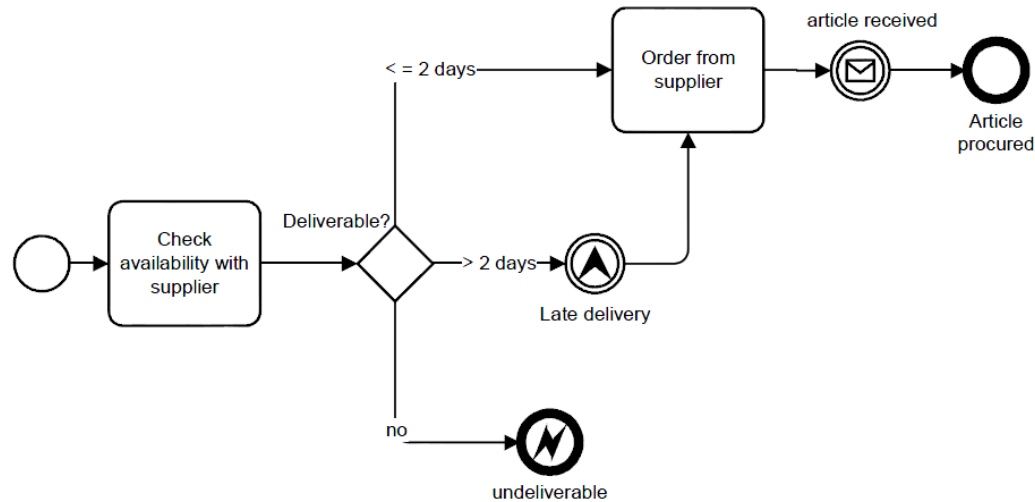 article received
< = 2 days
Order from
supplier
Article
procured
Deliverable?
Check
availability with
supplier
> 2 days
Late delivery
no
undeliverable